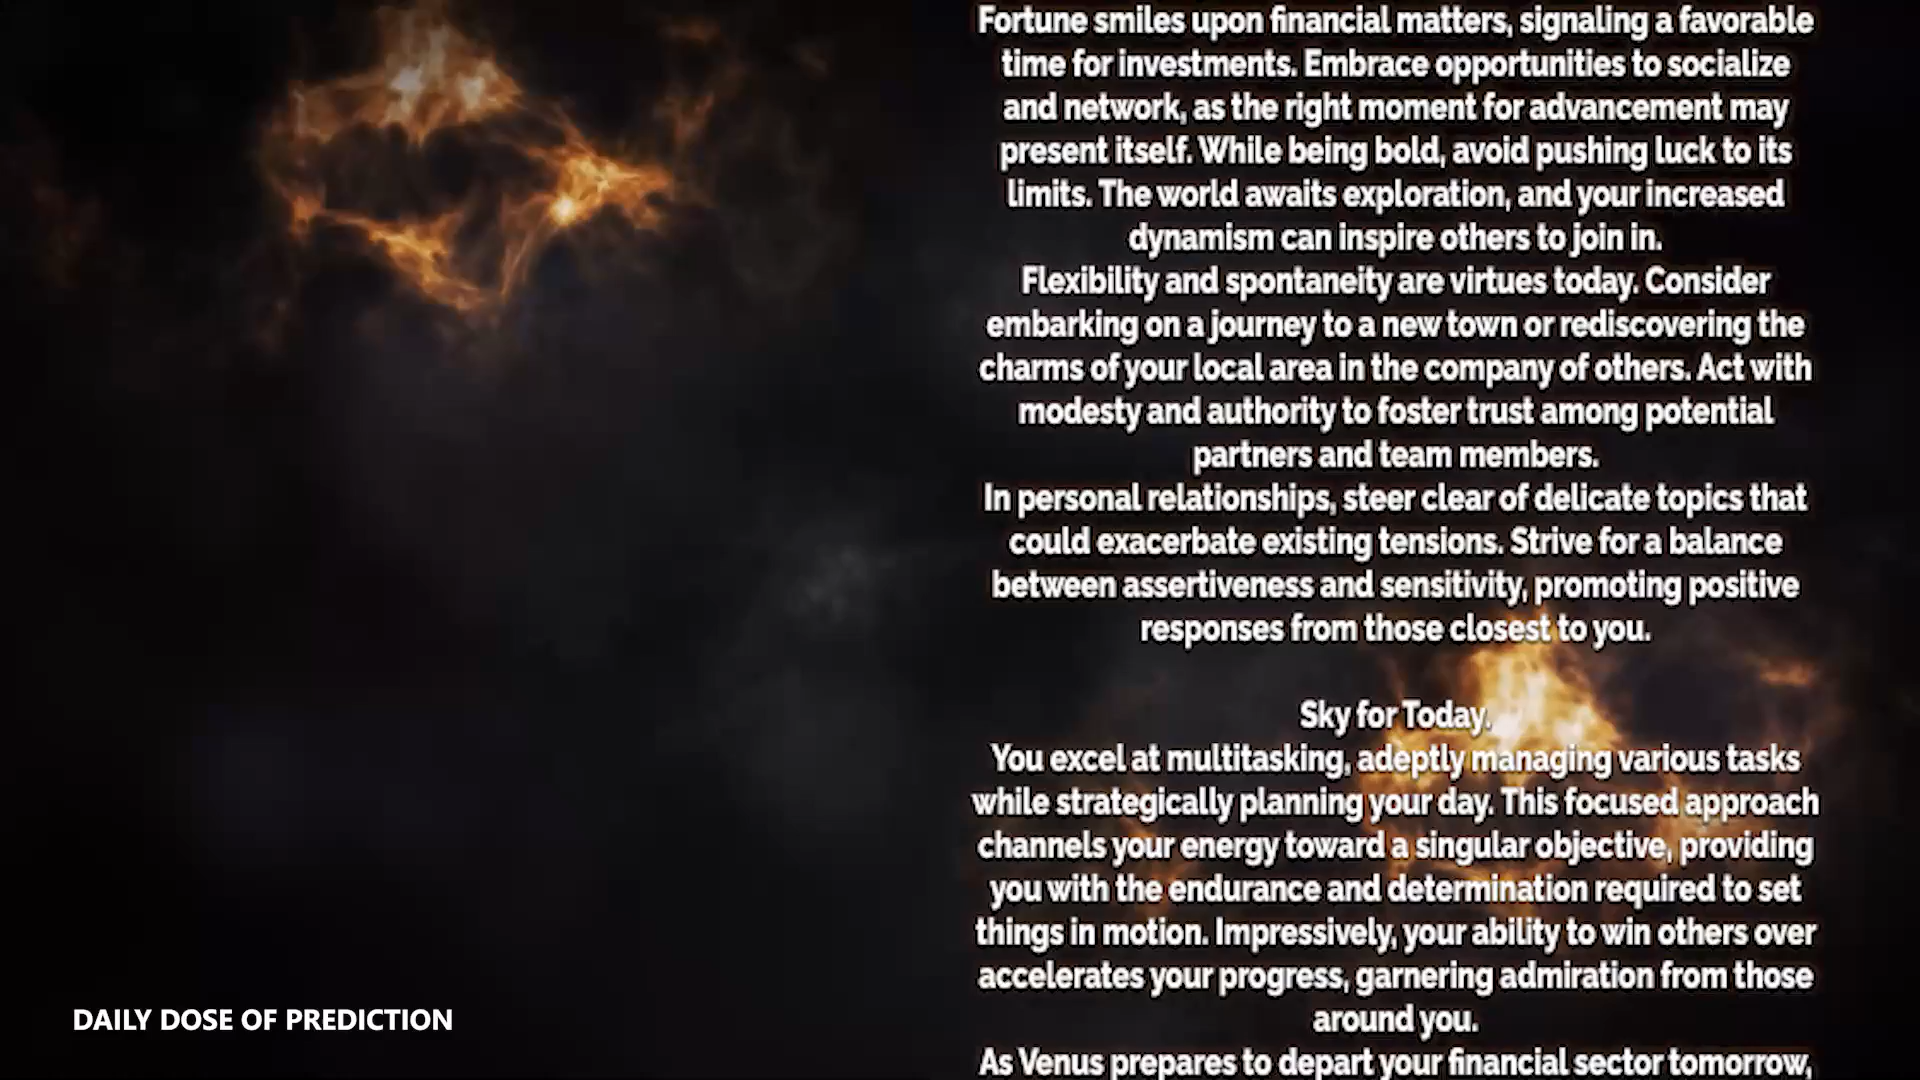 Fortune smiles upon financial matters, signaling a favorable
time for investments. Embrace opportunities to socialize
and network, as the right moment for advancement may
present itself. While being bold, avoid pushing luck to its
limits. The world awaits exploration, and your increased
dynamism can inspire others to join in.
Flexibility and spontaneity are virtues today. Consider
embarking on a journey to a new town or rediscovering the
charms of your local area in the company of others. Act with
modesty and authority to foster trust among potential
partners and team members.
In personal relationships, steer clear of delicate topics that
could exacerbate existing tensions. Strive for a balance
between assertiveness and sensitivity, promoting positive
responses from those closest to you.
Sky for Today.
You excel at multitasking, adeptly managing various tasks
while strategically planning your day. This focused approach
channels your energy toward a singular objective, providing
you with the endurance and determination required to set
things in motion. Impressively, your ability to win others over
accelerates your progress, garnering admiration from those
around you.
As Venus prepares to depart your financial sector tomorrow,
DAILY DOSE OF PREDICTION